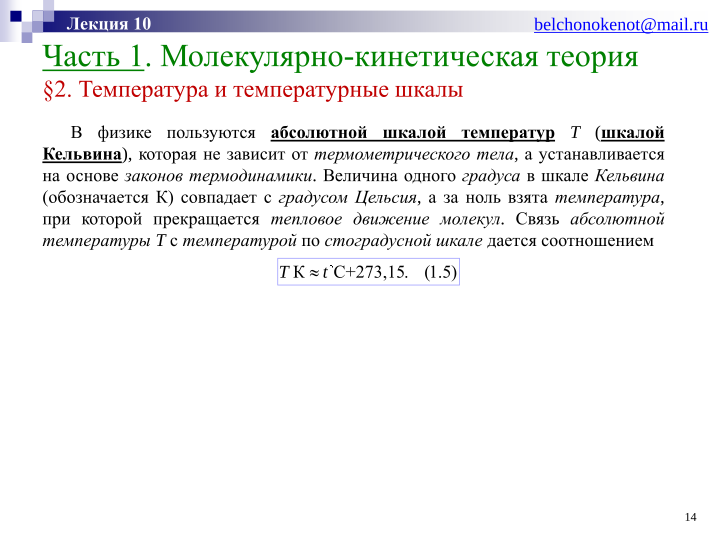 Лекция 10
belchonokenot@mail.ru
Часть 1. Молекулярно-кинетическая теория
§2. Температура и температурные шкалы
В физике пользуются абсолютной шкалой температур T (шкалой
Кельвина), которая не зависит от термометрического тела, а устанавливается
на основе законов термодинамики. Величина одного градуса в шкале Кельвина
(обозначается К) совпадает с градусом Цельсия, а за ноль взята температура,
при которой прекращается тепловое движение молекул. Связь абсолютной
температуры T с температурой по стоградусной шкале дается соотношением
T К ≈ t`C+273,15. (1.5)
14